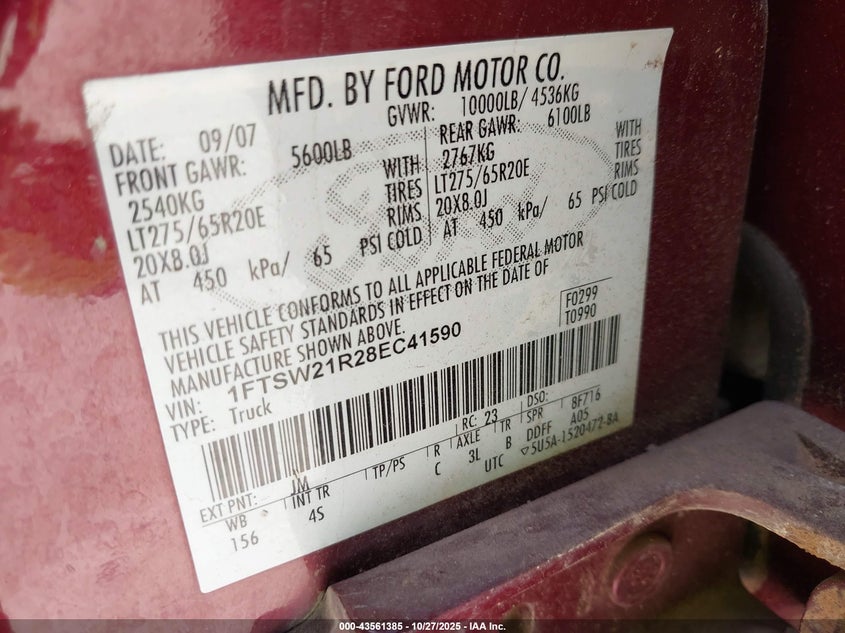 MFD. BY FORD MOTOR CO.
DATE: 09/07 GVWR: 10000LB/ 4536KG
FRONT GAWR: 5600LB REAR GAWR: 6100LB
2540KG WITH 2767KG WITH
LT275/65R20E TIRES LT275/65R20E TIRES
20X8.0J RIMS 20X8.0J RIMS
AT 450 kPa/ 65 PSI COLD AT 450 kPa/ 65 PSI COLD
THIS VEHICLE CONFORMS TO ALL APPLICABLE FEDERAL MOTOR
VEHICLE SAFETY STANDARDS IN EFFECT ON THE DATE OF
MANUFACTURE SHOWN ABOVE.
VIN: 1FTSW21R28EC41590 F0299
TYPE: Truck T0990
EXT PNT: JM RC: 23 DSO: 8F716
WB INT TR TP/PS R AXLE TR SPR A05
156 4S C 3L B DDFF
UTC ▽5U5A-1520472-BA
000-43561385 - 10/27/2025 - IAA Inc.